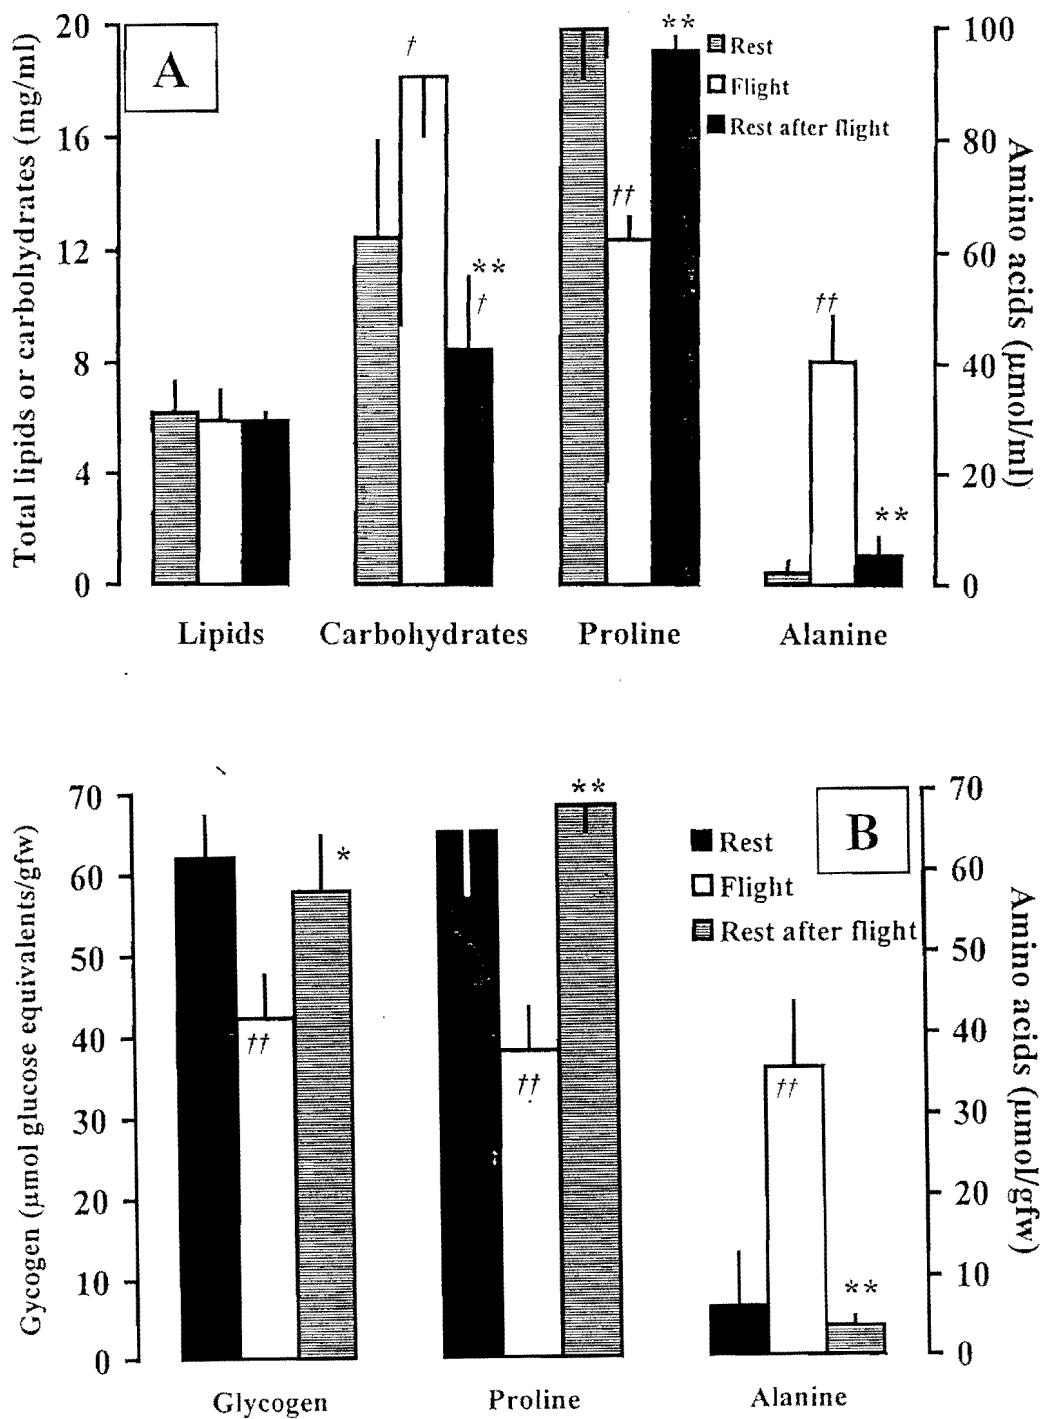 Total lipids or carbohydrates (mg/ml)
20
16
12
8
4
0
A
†
**
†
††
**
††
**
Rest
Flight
Rest after flight
100
80
60
40
20
0
Amino acids (µmol/ml)
Lipids Carbohydrates Proline Alanine
Gycogen (µmol glucose equivalents/gfw)
70
60
50
40
30
20
10
0
††
*
††
**
††
**
Rest
Flight
Rest after flight
B
70
60
50
40
30
20
10
0
Amino acids (µmol/gfw)
Glycogen Proline Alanine